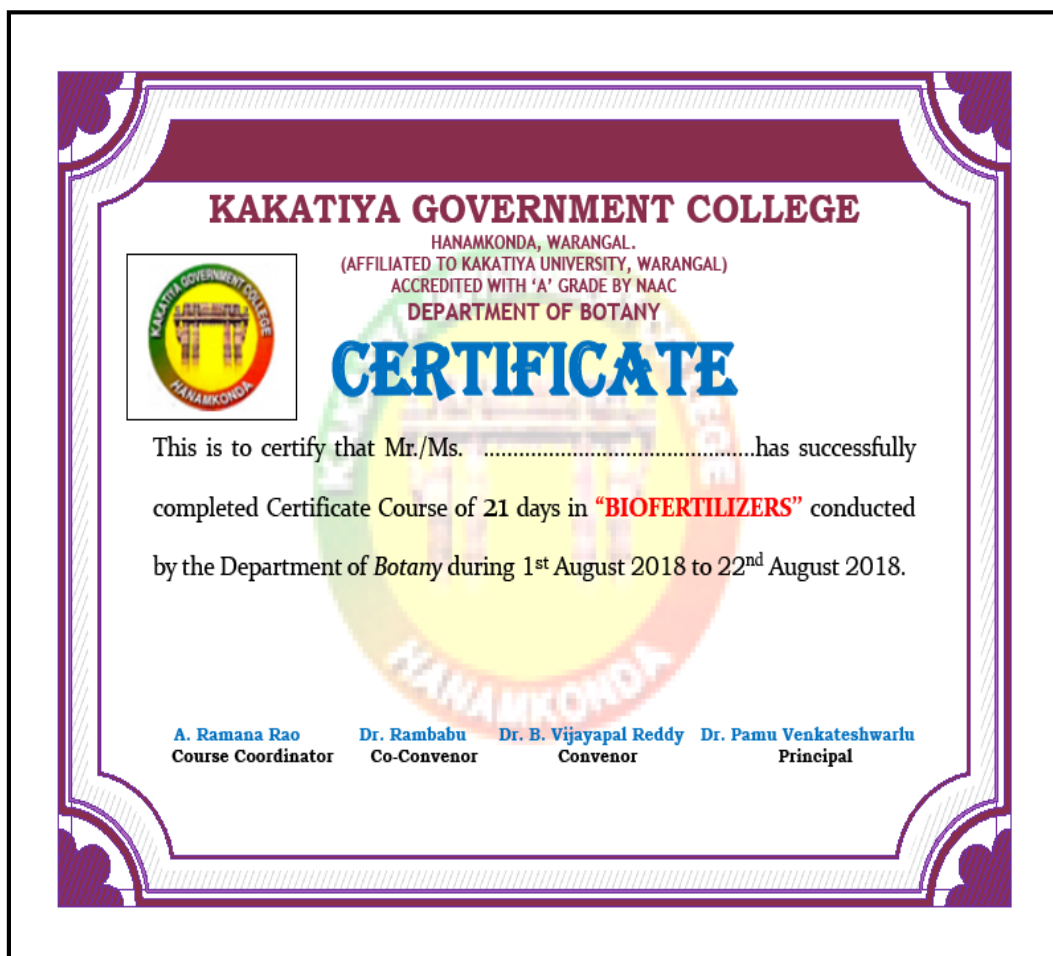 KAKATIYA GOVERNMENT COLLEGE
HANAMKONDA, WARANGAL.
(AFFILIATED TO KAKATIYA UNIVERSITY, WARANGAL)
ACCREDITED WITH ‘A’ GRADE BY NAAC
DEPARTMENT OF BOTANY
KAKATIYA GOVERNMENT COLLEGE
HANAMKONDA
CERTIFICATE
This is to certify that Mr./Ms. ..............................................has successfully
completed Certificate Course of 21 days in “BIOFERTILIZERS” conducted
by the Department of Botany during 1st August 2018 to 22nd August 2018.
HANAMKONDA
A. Ramana Rao Dr. Rambabu Dr. B. Vijayapal Reddy Dr. Pamu Venkateshwarlu
Course Coordinator Co-Convenor Convenor Principal